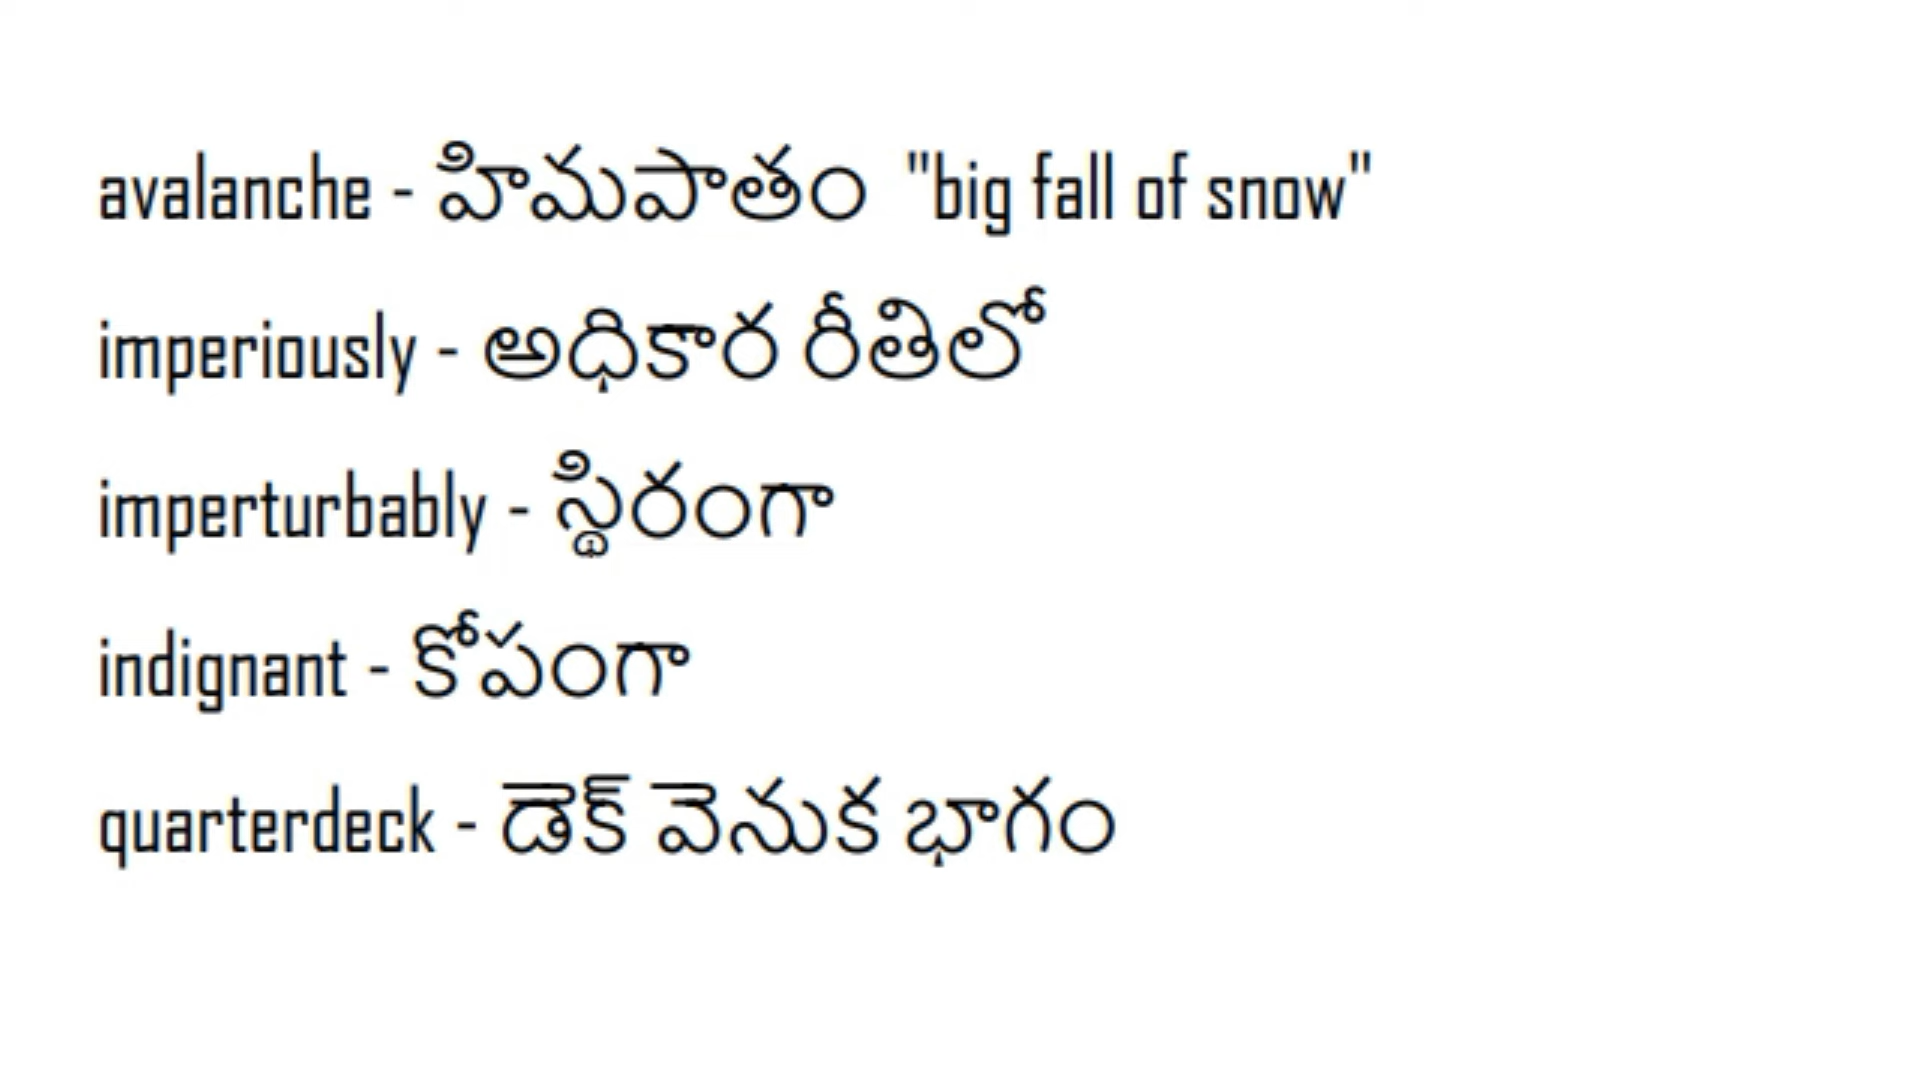 avalanche - హిమపాతం "big fall of snow"
imperiously - అధికార రీతిలో
imperturbably - స్థిరంగా
indignant - కోపంగా
quarterdeck - డెక్ వెనుక భాగం